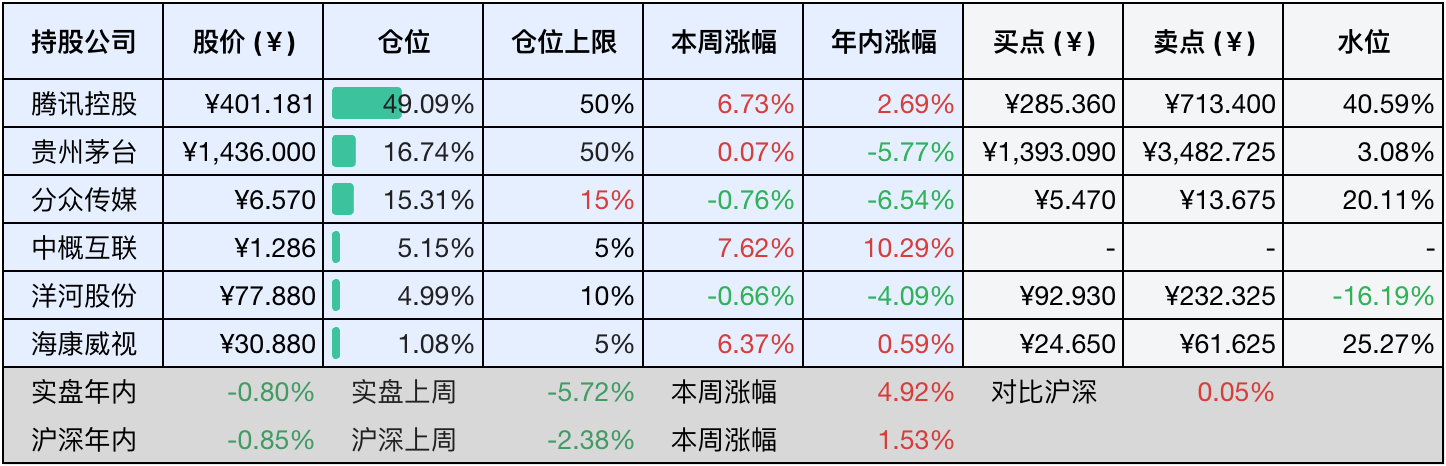 持股公司 股价 (¥) 仓位 仓位上限 本周涨幅 年内涨幅 买点 (¥) 卖点 (¥) 水位
腾讯控股 ¥401.181 49.09% 50% 6.73% 2.69% ¥285.360 ¥713.400 40.59%
贵州茅台 ¥1,436.000 16.74% 50% 0.07% -5.77% ¥1,393.090 ¥3,482.725 3.08%
分众传媒 ¥6.570 15.31% 15% -0.76% -6.54% ¥5.470 ¥13.675 20.11%
中概互联 ¥1.286 5.15% 5% 7.62% 10.29% - - -
洋河股份 ¥77.880 4.99% 10% -0.66% -4.09% ¥92.930 ¥232.325 -16.19%
海康威视 ¥30.880 1.08% 5% 6.37% 0.59% ¥24.650 ¥61.625 25.27%
实盘年内 -0.80% 实盘上周 -5.72% 本周涨幅 4.92% 对比沪深 0.05%
沪深年内 -0.85% 沪深上周 -2.38% 本周涨幅 1.53%